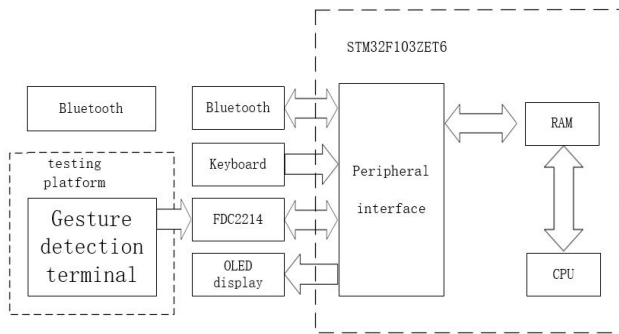 STM32F103ZET6
Bluetooth
Bluetooth
Keyboard
testing
platform
Gesture
detection
terminal
FDC2214
OLED
display
Peripheral
interface
RAM
CPU